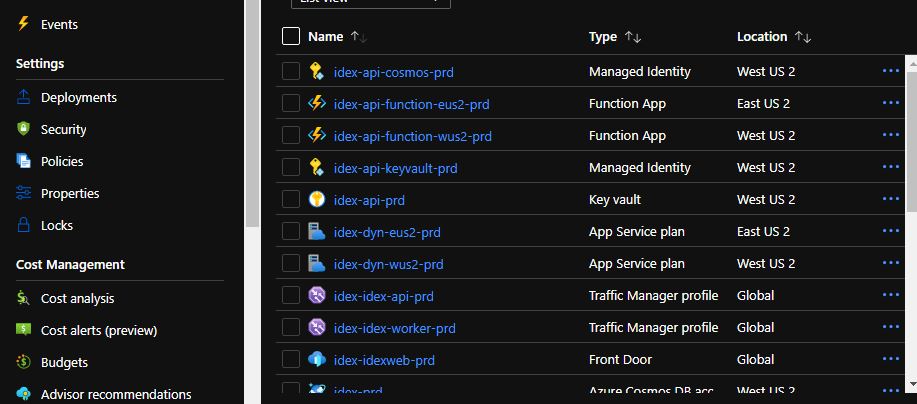 List view
Events
Settings
Deployments
Security
Policies
Properties
Locks
Cost Management
Cost analysis
Cost alerts (preview)
Budgets
Advisor recommendations
Name Type Location
idex-api-cosmos-prd Managed Identity West US 2
idex-api-function-eus2-prd Function App East US 2
idex-api-function-wus2-prd Function App West US 2
idex-api-keyvault-prd Managed Identity West US 2
idex-api-prd Key vault West US 2
idex-dyn-eus2-prd App Service plan East US 2
idex-dyn-wus2-prd App Service plan West US 2
idex-idex-api-prd Traffic Manager profile Global
idex-idex-worker-prd Traffic Manager profile Global
idex-idexweb-prd Front Door Global
idex-prd Azure Cosmos DB acc... West US 2